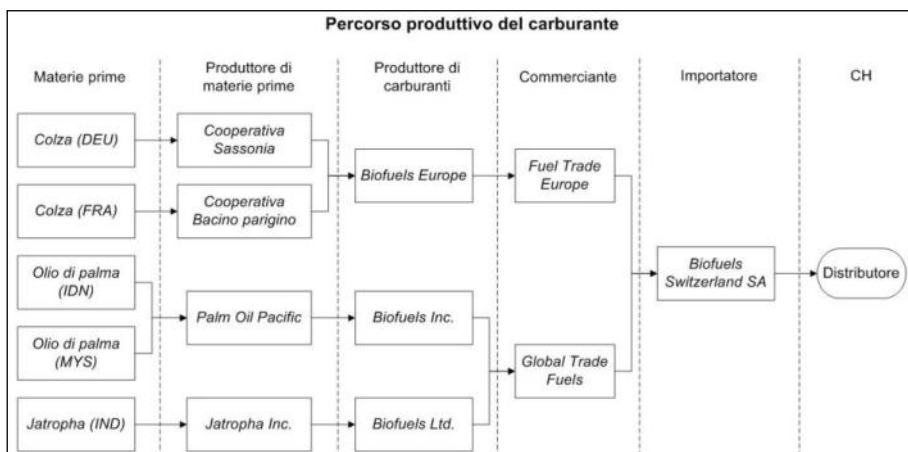 Percorso produttivo del carburante
Materie prime
Produttore di
materie prime
Produttore di
carburanti
Commerciante
Importatore
CH
Colza (DEU)
Cooperativa
Sassonia
Colza (FRA)
Cooperativa
Bacino parigino
Biofuels Europe
Fuel Trade
Europe
Olio di palma
(IDN)
Olio di palma
(MYS)
Palm Oil Pacific
Biofuels Inc.
Jatropha (IND)
Jatropha Inc.
Biofuels Ltd.
Global Trade
Fuels
Biofuels
Switzerland SA
Distributore